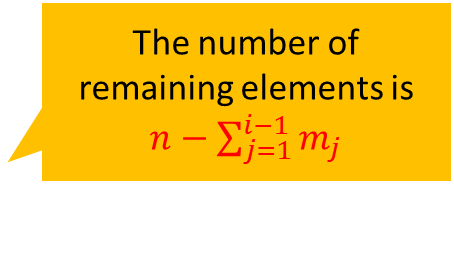 The number of
remaining elements is
n − ∑_{j=1}^{i−1} m_j